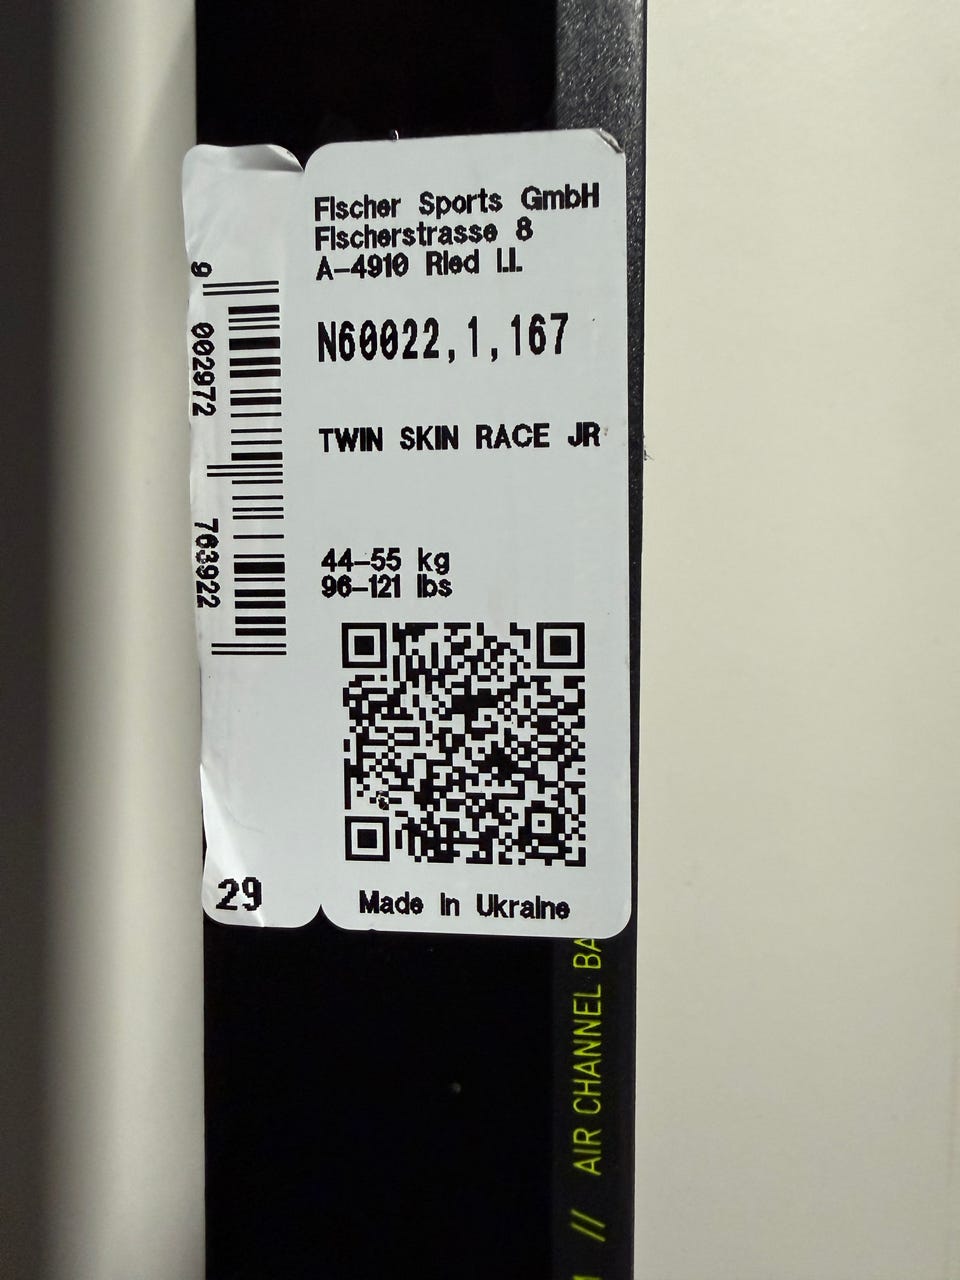 Fischer Sports GmbH
Fischerstrasse 8
A-4910 Ried I.I.
N60022,1,167
TWIN SKIN RACE JR
44-55 kg
96-121 lbs
Made in Ukraine
9 002972 763922
29
// AIR CHANNEL BA